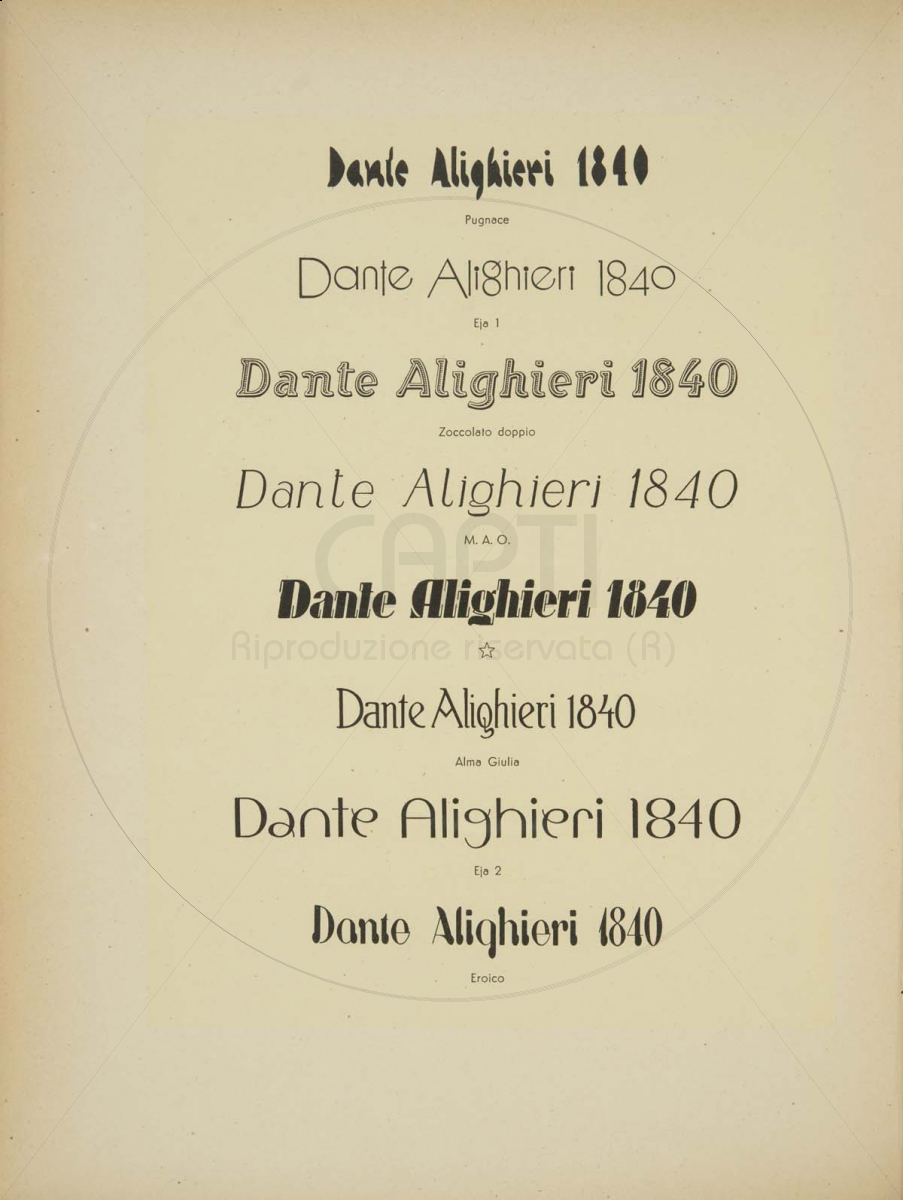 Dante Alighieri 1840
Pugnace
Dante Alighieri 1840
Eja 1
Dante Alighieri 1840
Zoccolato doppio
Dante Alighieri 1840
CAPTI
M. A. O.
Dante Alighieri 1840
Riproduzione riservata (R)
Dante Alighieri 1840
Alma Giulia
Dante Alighieri 1840
Eja 2
Dante Alighieri 1840
Eroico